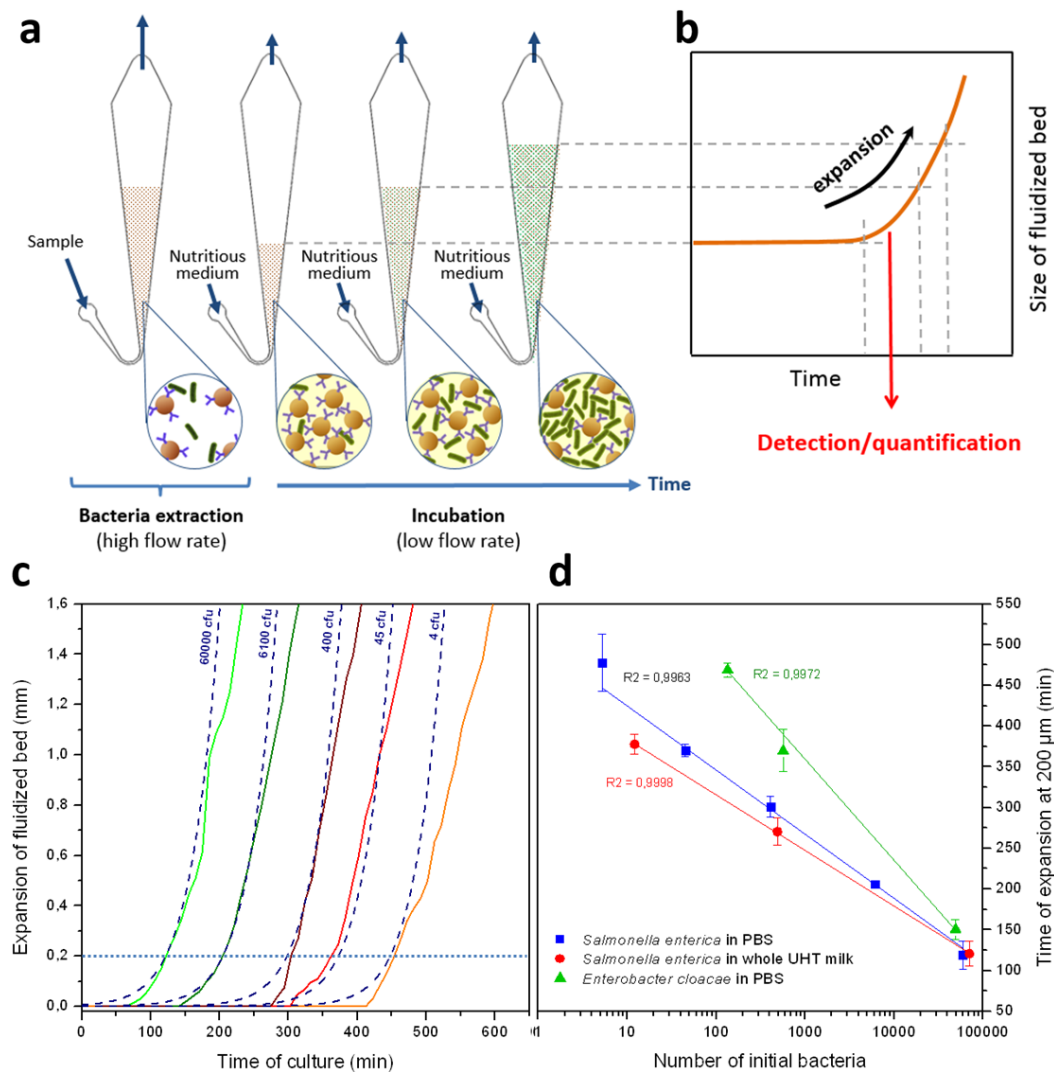 a
Sample
Nutritious
medium
Nutritious
medium
Nutritious
medium
Bacteria extraction
(high flow rate)
Incubation
(low flow rate)
Time
b
expansion
Size of fluidized bed
Time
Detection/quantification
c
1,6
1,4
1,2
1,0
0,8
0,6
0,4
0,2
0,0
Expansion of fluidized bed (mm)
60000 cfu
6100 cfu
400 cfu
45 cfu
4 cfu
0 100 200 300 400 500 600
Time of culture (min)
d
550
500
450
400
350
300
250
200
150
100
50
Time of expansion at 200 µm (min)
R2 = 0,9963
R2 = 0,9972
R2 = 0,9998
Salmonella enterica in PBS
Salmonella enterica in whole UHT milk
Enterobacter cloacae in PBS
10 100 1000 10000 100000
Number of initial bacteria